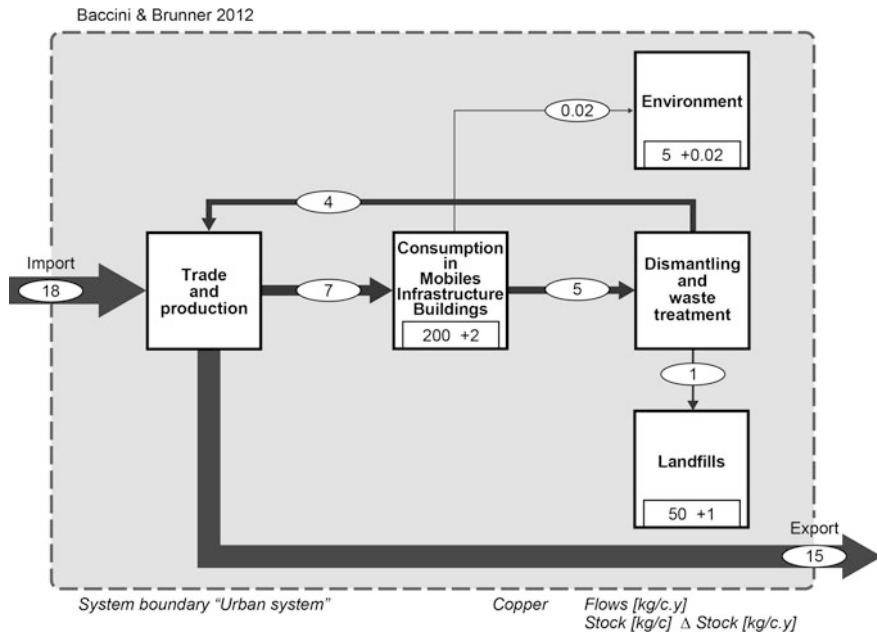 Baccini & Brunner 2012
Environment
5 +0.02
0.02
4
Import
18
Trade
and
production
7
Consumption
in
Mobiles
Infrastructure
Buildings
200 +2
5
Dismantling
and
waste
treatment
1
Landfills
50 +1
Export
15
System boundary “Urban system”
Copper
Flows [kg/c.y]
Stock [kg/c] Δ Stock [kg/c.y]